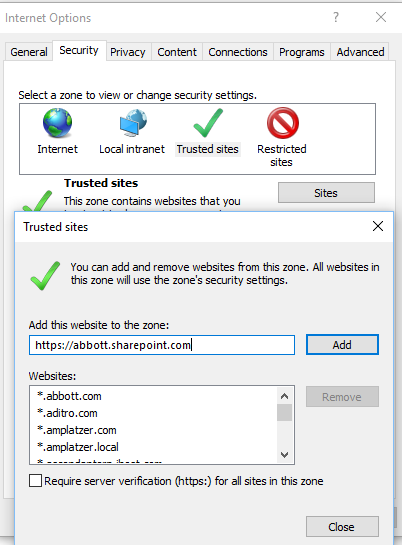 Internet Options
?
General Security Privacy Content Connections Programs Advanced
Select a zone to view or change security settings.
Internet
Local intranet
Trusted sites
Restricted
sites
Trusted sites
This zone contains websites that you
Sites
Trusted sites
You can add and remove websites from this zone. All websites in
this zone will use the zone's security settings.
Add this website to the zone:
https://abbott.sharepoint.com
Add
Websites:
*.abbott.com
*.aditro.com
*.amplatzer.com
*.amplatzer.local
Remove
Require server verification (https:) for all sites in this zone
Close